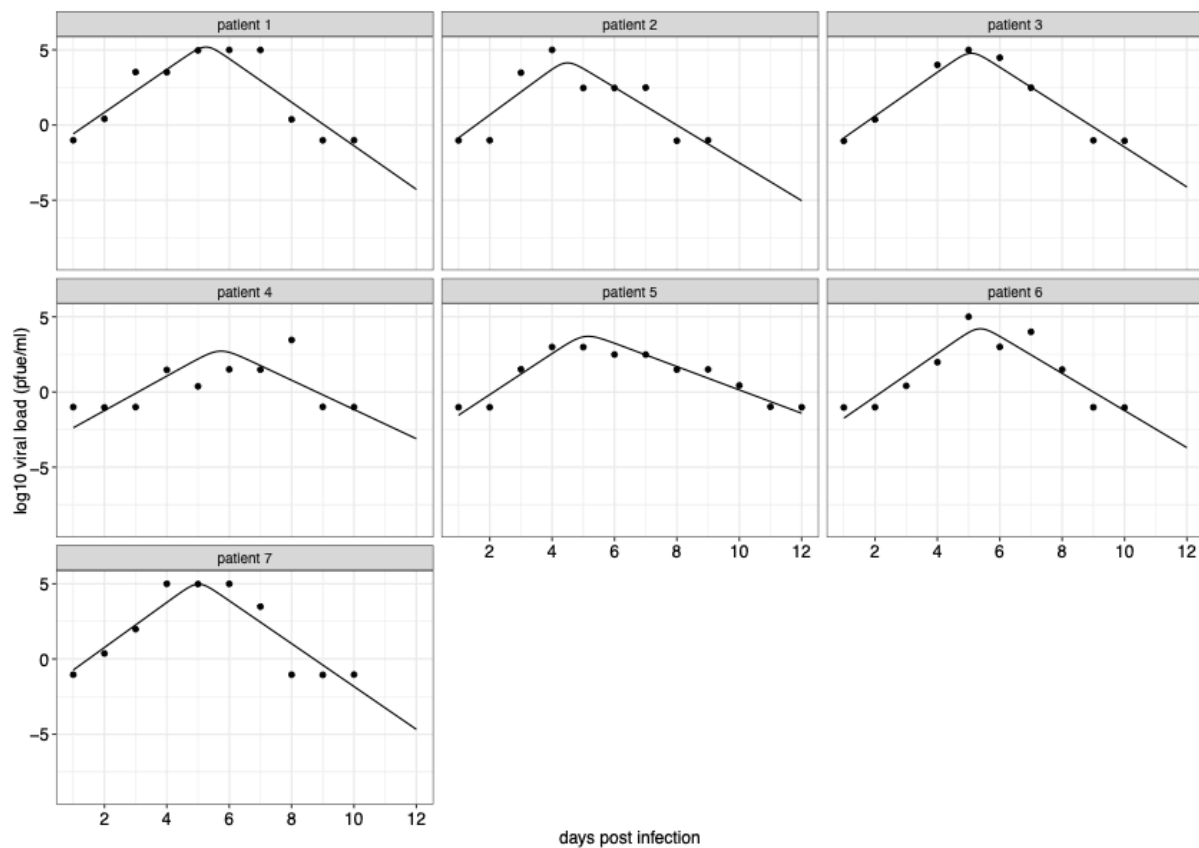 patient 1 patient 2 patient 3
5
0
−5
patient 4 patient 5 patient 6
5
0
−5
2 4 6 8 10 12 2 4 6 8 10 12
patient 7
5
0
−5
2 4 6 8 10 12
log10 viral load (pfue/ml)
days post infection